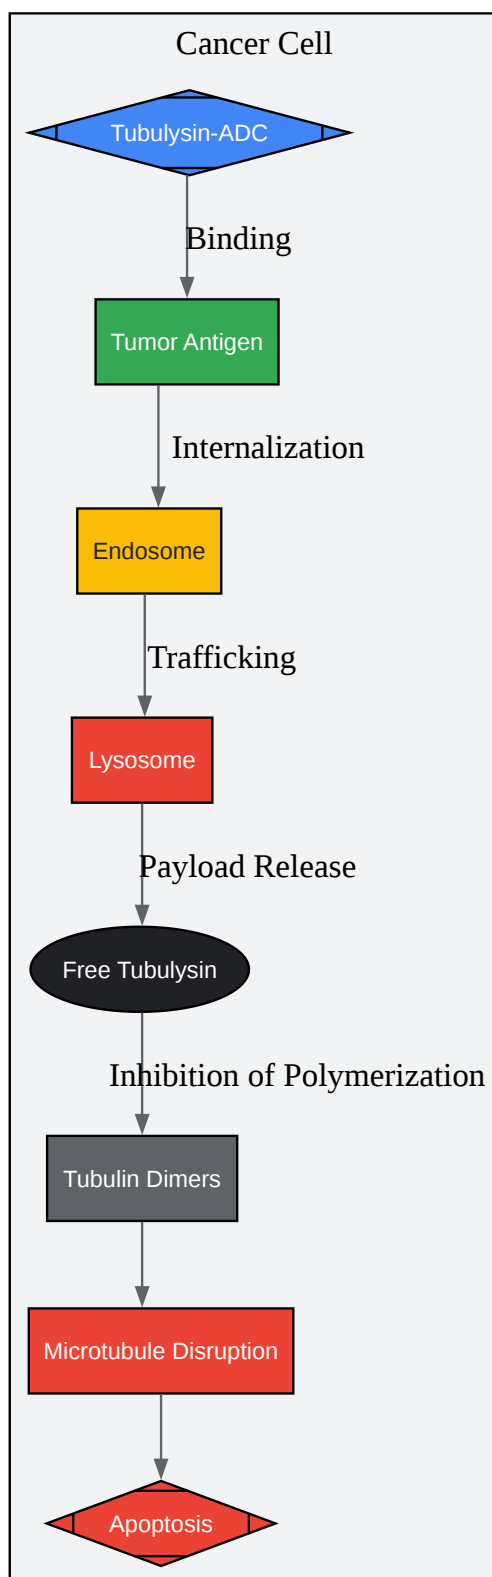 Cancer Cell
Tubulysin-ADC
Binding
Tumor Antigen
Internalization
Endosome
Trafficking
Lysosome
Payload Release
Free Tubulysin
Inhibition of Polymerization
Tubulin Dimers
Microtubule Disruption
Apoptosis